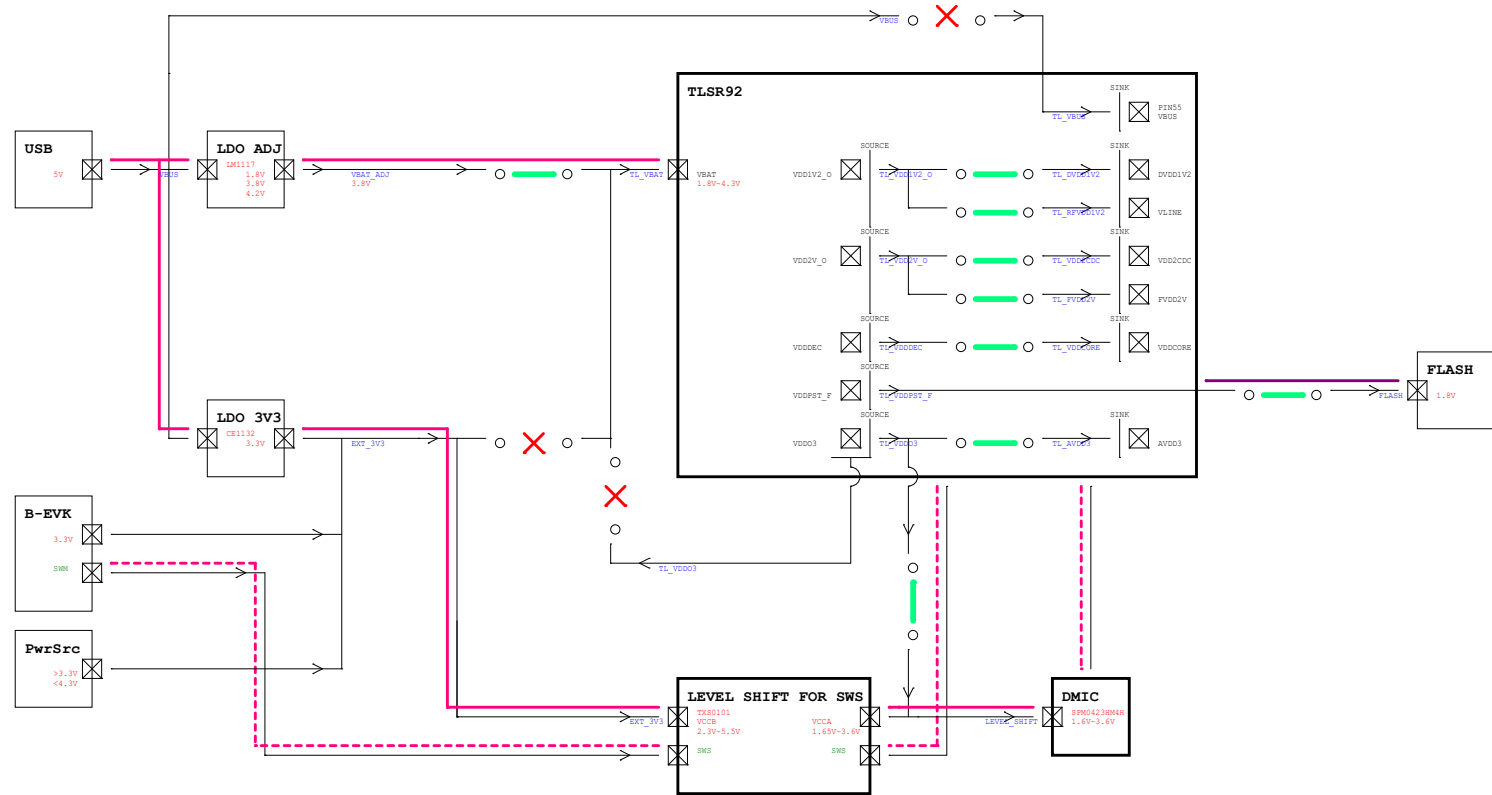 VBUS
TLSR92
SINK
PIN55
VBUS
TL_VBUS
USB
5V
VBUS
LDO ADJ
LM1117
1.8V
3.8V
4.2V
VBAT_ADJ
3.8V
TL_VBAT
VBAT
1.8V~4.3V
SOURCE
VDD1V2_O
TL_VDD1V2_O
TL_DVDD1V2
SINK
DVDD1V2
TL_RFVDD1V2
VLINE
SOURCE
VDD2V_O
TL_VDD2V_O
TL_VDD2CDC
SINK
VDD2CDC
TL_FVDD2V
FVDD2V
SOURCE
VDDDEC
TL_VDDDEC
TL_VDDCORE
SINK
VDDCORE
SOURCE
VDDPST_F
TL_VDDPST_F
FLASH
FLASH
1.8V
SOURCE
VDDO3
TL_VDDO3
TL_AVDD3
SINK
AVDD3
LDO 3V3
CE1132
3.3V
EXT_3V3
B-EVK
3.3V
SWM
TL_VDDO3
PwrSrc
>3.3V
<4.3V
LEVEL SHIFT FOR SWS
EXT_3V3
TXS0101
VCCB
2.3V~5.5V
VCCA
1.65V~3.6V
SWS
SWS
LEVEL_SHIFT
DMIC
SPM0423HM4H
1.6V~3.6V